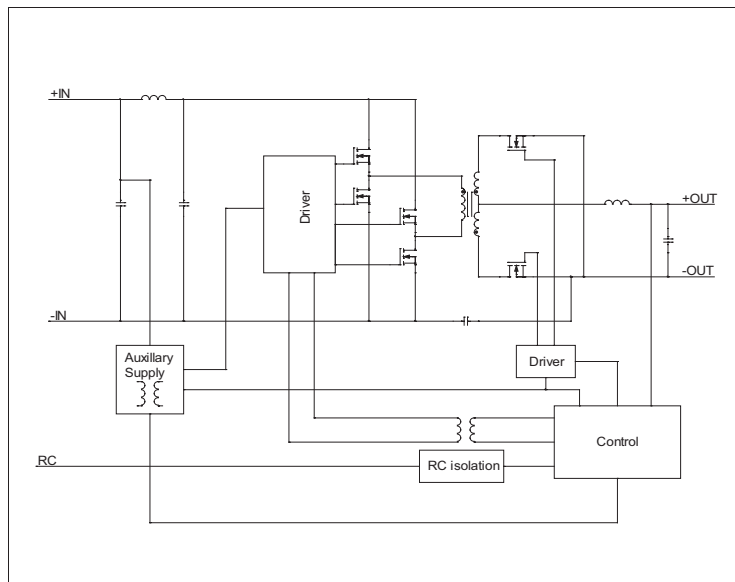 +IN
Driver
+OUT
-OUT
-IN
Auxillary
Supply
Driver
Control
RC
RC isolation